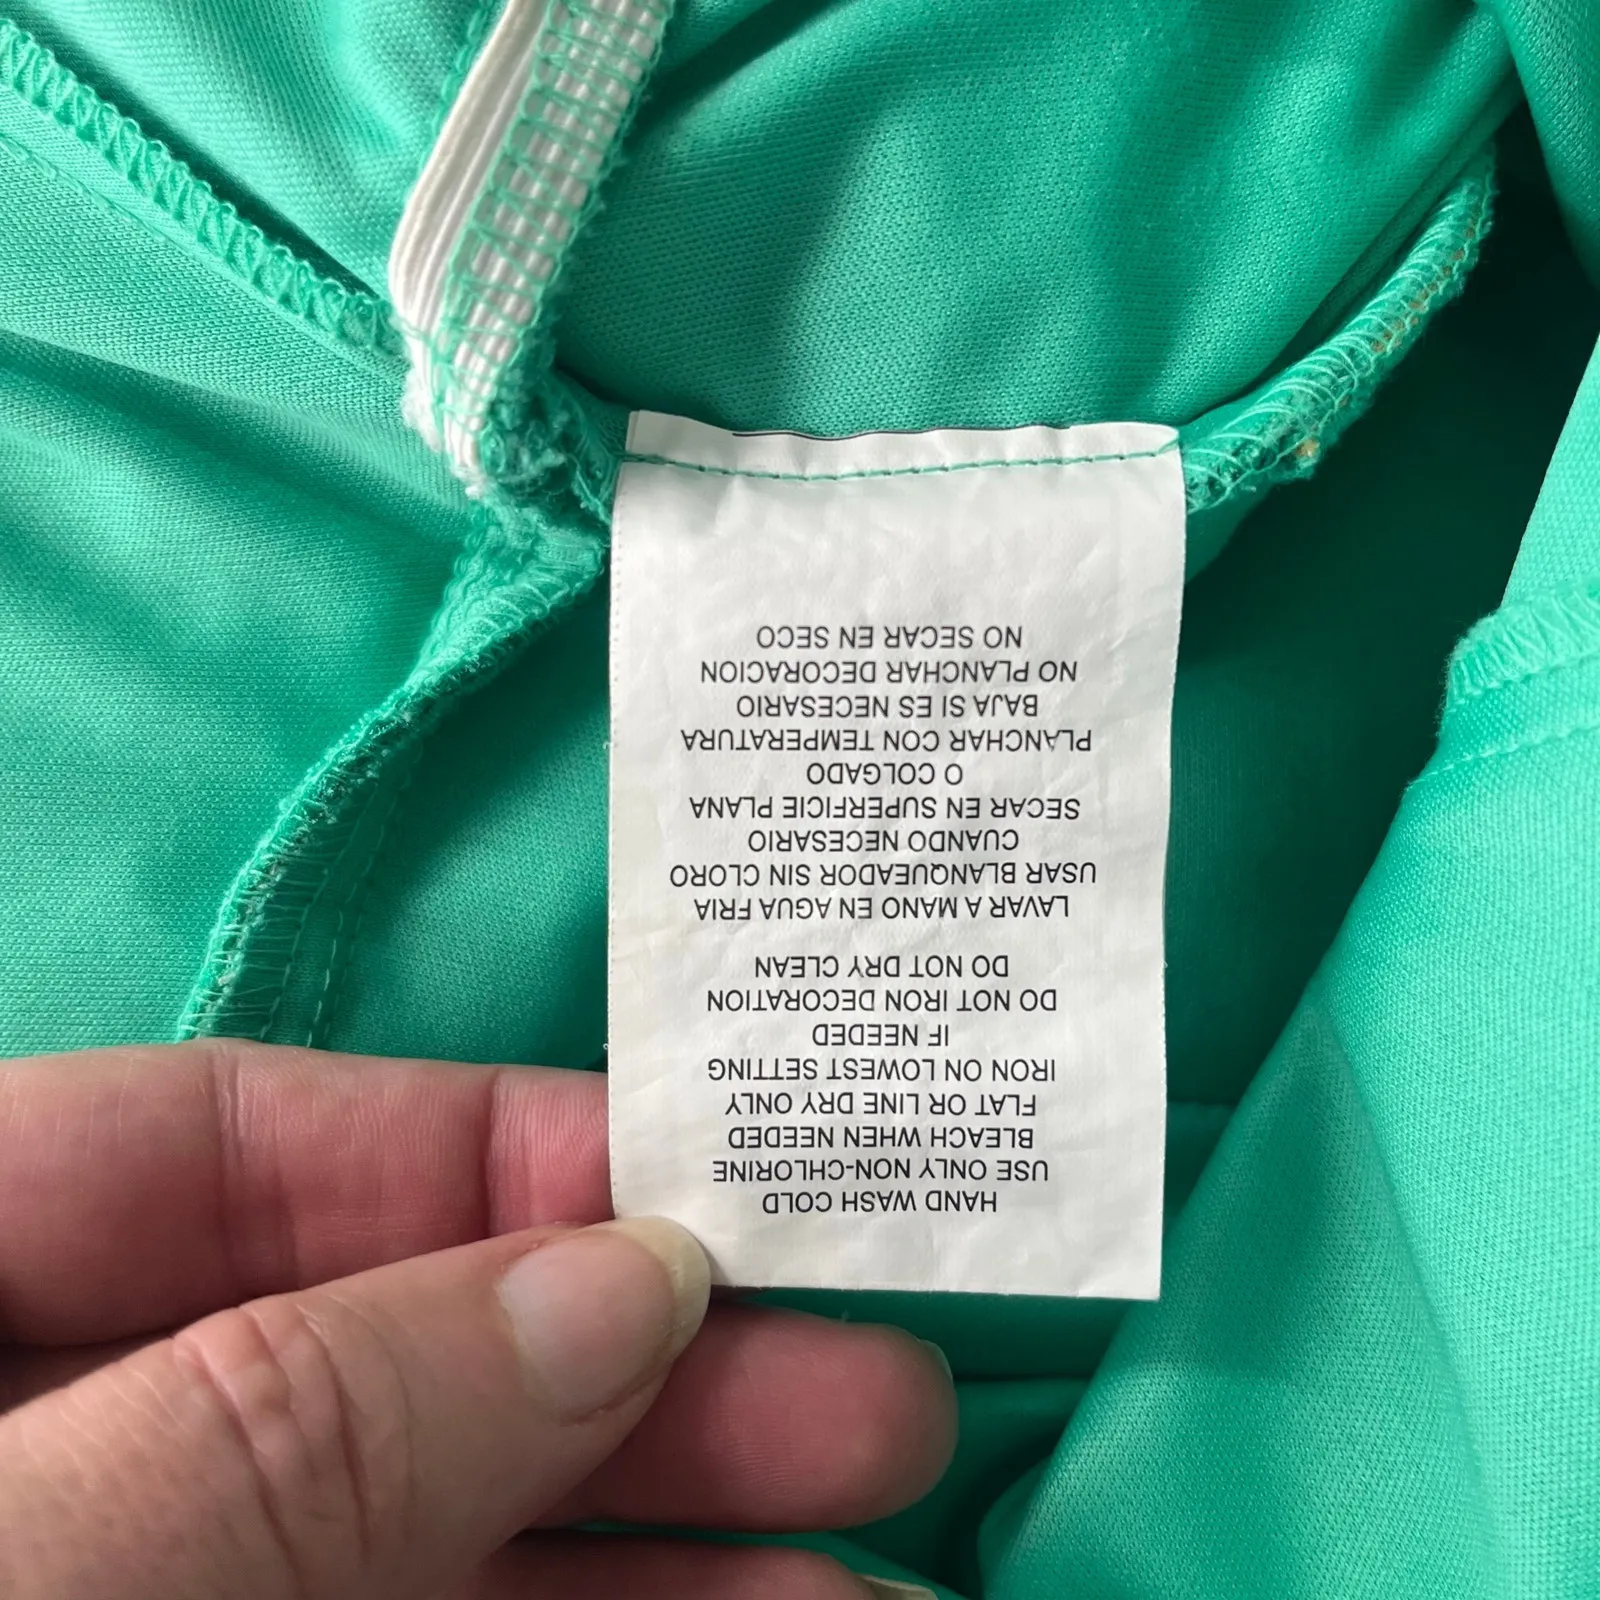 HAND WASH COLD
USE ONLY NON-CHLORINE
BLEACH WHEN NEEDED
FLAT OR LINE DRY ONLY
IRON ON LOWEST SETTING
IF NEEDED
DO NOT IRON DECORATION
DO NOT DRY CLEAN
LAVAR A MANO EN AGUA FRIA
USAR BLANQUEADOR SIN CLORO
CUANDO NECESARIO
SECAR EN SUPERFICIE PLANA
O COLGADO
PLANCHAR CON TEMPERATURA
BAJA SI ES NECESARIO
NO PLANCHAR DECORACION
NO SECAR EN SECO